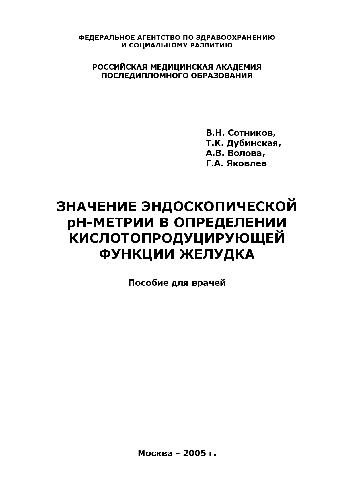 ФЕДЕРАЛЬНОЕ АГЕНТСТВО ПО ЗДРАВООХРАНЕНИЮ
И СОЦИАЛЬНОМУ РАЗВИТИЮ
РОССИЙСКАЯ МЕДИЦИНСКАЯ АКАДЕМИЯ
ПОСЛЕДИПЛОМНОГО ОБРАЗОВАНИЯ
В.Н. Сотников,
Т.К. Дубинская,
А.В. Волова,
Г.А. Яковлев
ЗНАЧЕНИЕ ЭНДОСКОПИЧЕСКОЙ
рН-МЕТРИИ В ОПРЕДЕЛЕНИИ
КИСЛОТОПРОДУЦИРУЮЩЕЙ
ФУНКЦИИ ЖЕЛУДКА
Пособие для врачей
Москва – 2005 г.